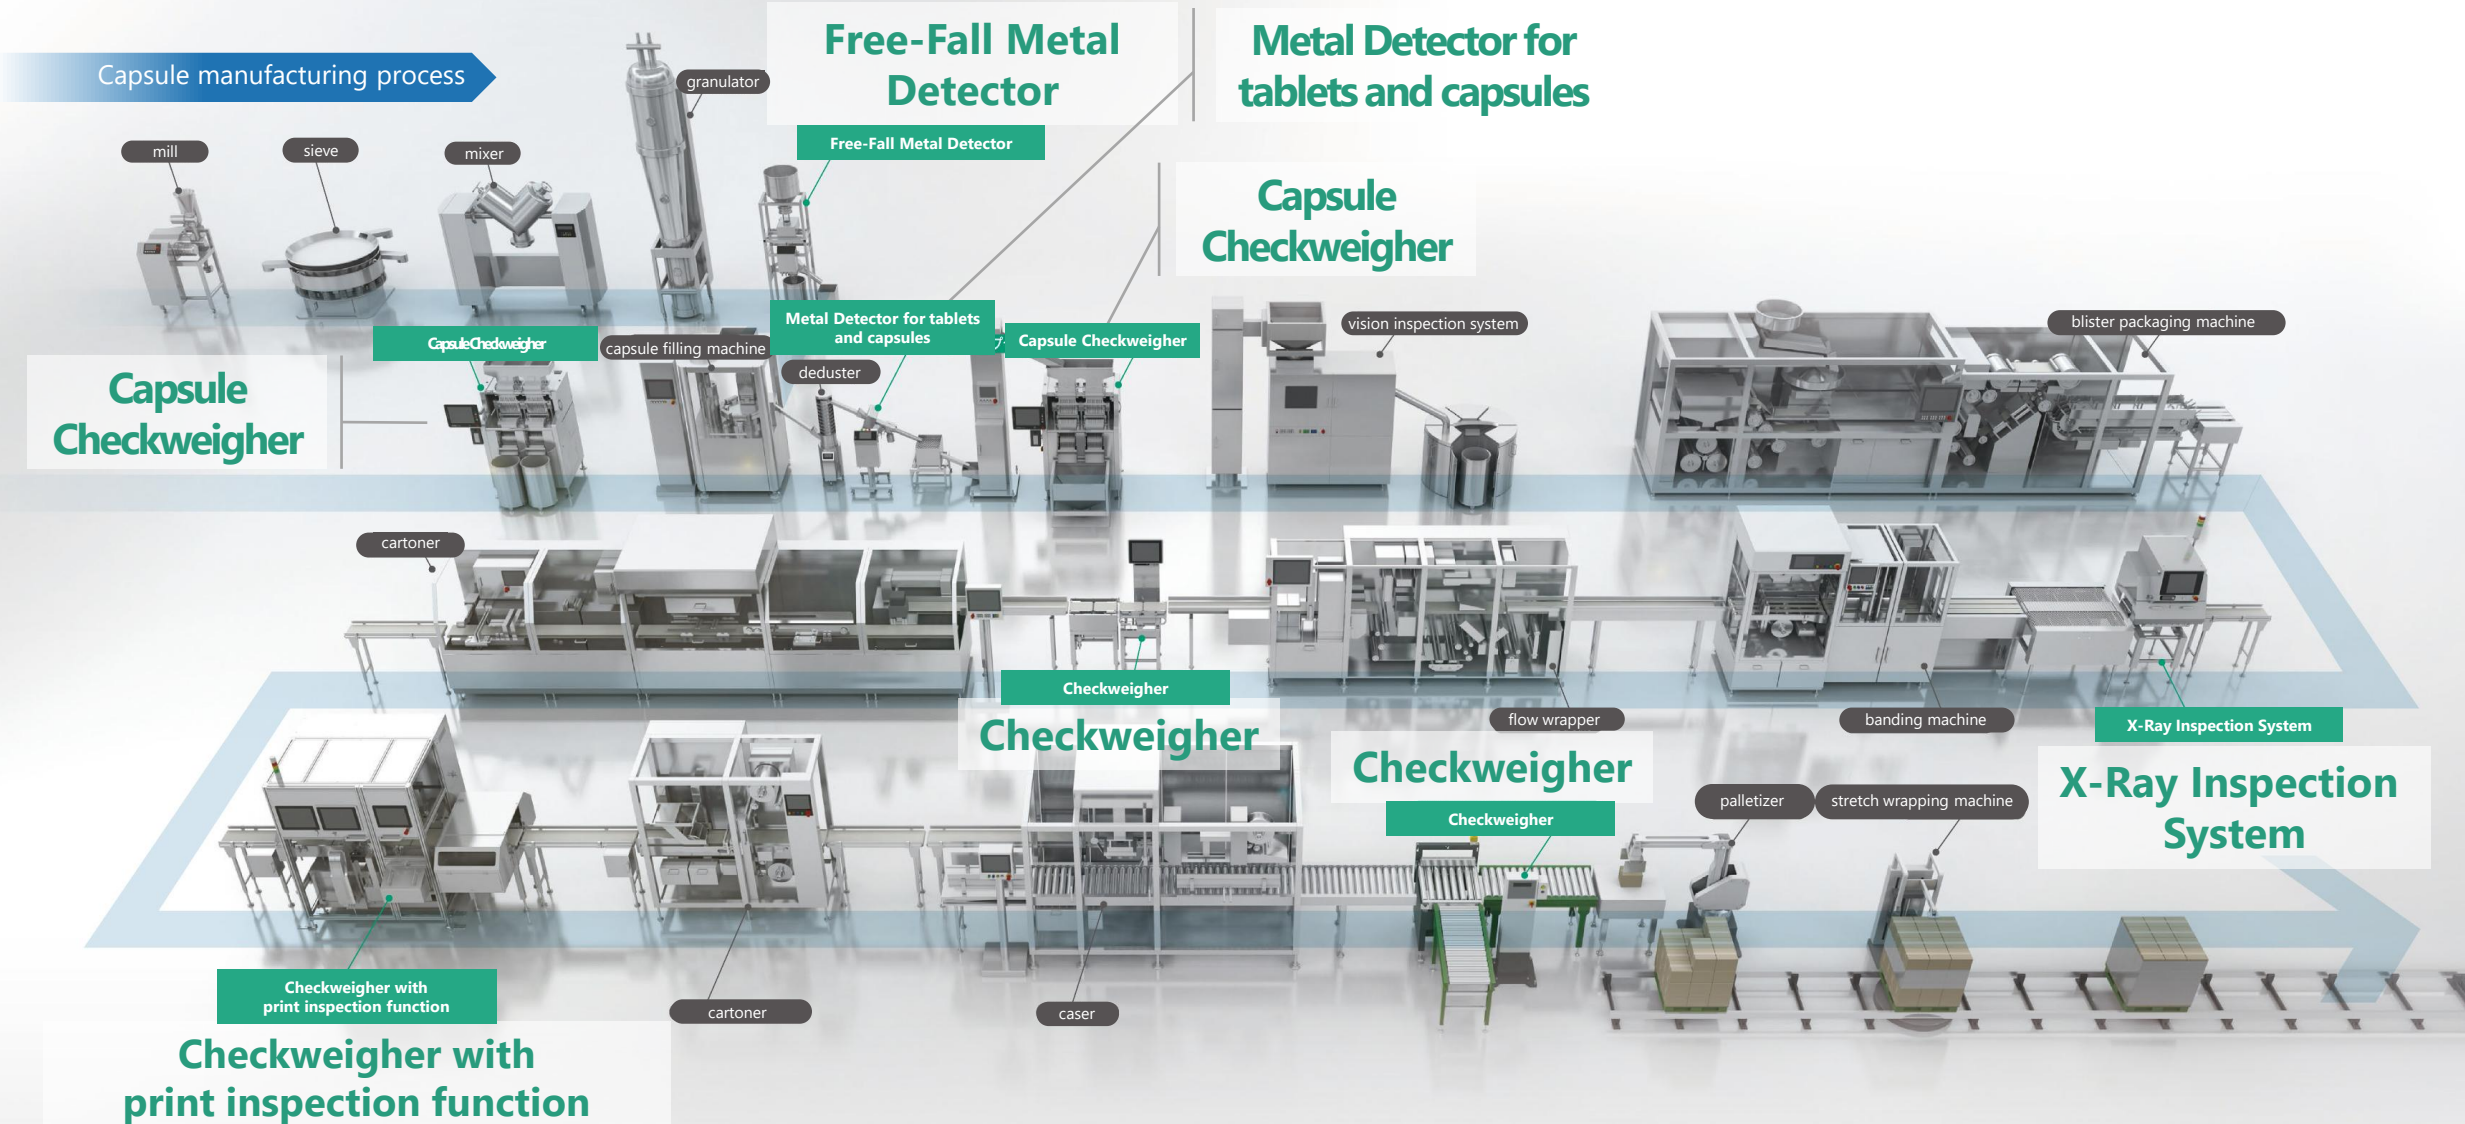 Capsule manufacturing process
Free-Fall Metal
Detector
Metal Detector for
tablets and capsules
granulator
Free-Fall Metal Detector
mill
sieve
mixer
Capsule
Checkweigher
Capsule Checkweigher
capsule filling machine
Metal Detector for tablets
and capsules
プ
Capsule Checkweigher
vision inspection system
blister packaging machine
deduster
Capsule
Checkweigher
cartoner
Checkweigher
Checkweigher
flow wrapper
banding machine
X-Ray Inspection System
X-Ray Inspection
System
Checkweigher
Checkweigher
palletizer
stretch wrapping machine
Checkweigher with
print inspection function
cartoner
caser
Checkweigher with
print inspection function